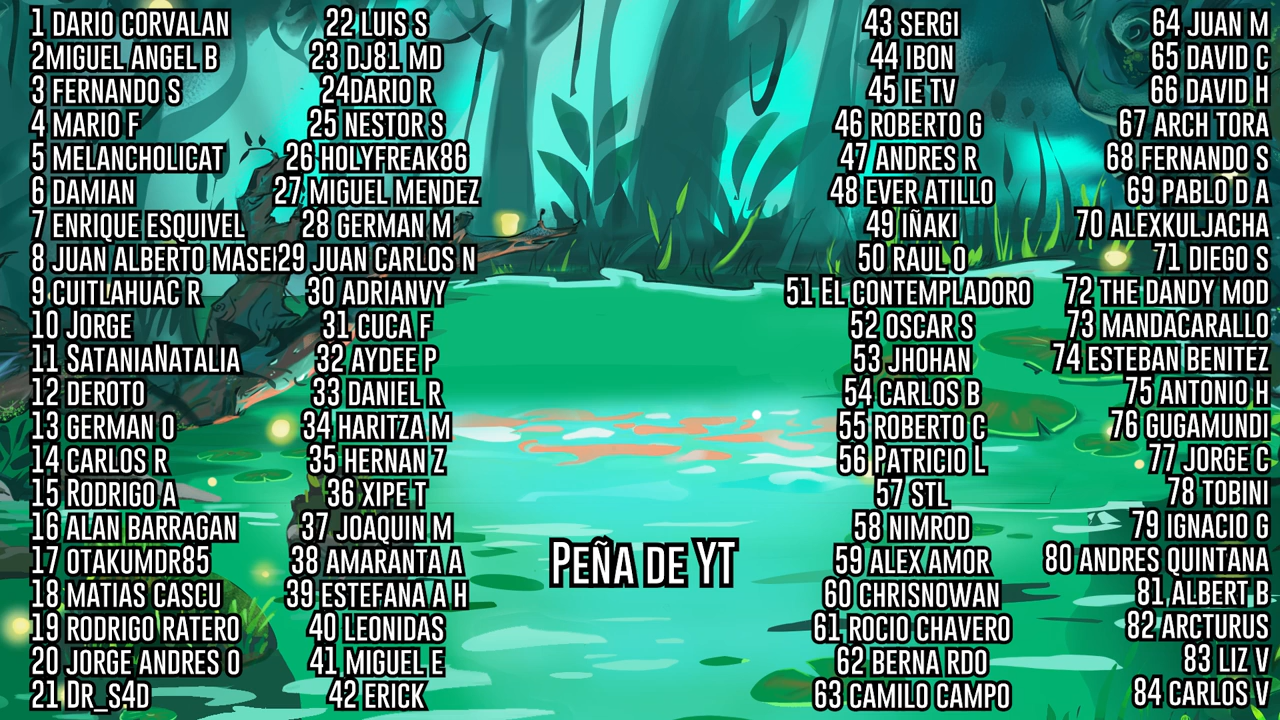 1 DARIO CORVALAN
2MIGUEL ANGEL B
3 FERNANDO S
4 MARIO F
5 MELANCHOLICAT
6 DAMIAN
7 ENRIQUE ESQUIVEL
8 JUAN ALBERTO
9 CUITLAHUAC R
10 JORGE
11 SATANIAÑATALIA
12 DEROTO
13 GERMAN O
14 CARLOS R
15 RODRIGO A
16 ALAN BARRAGAN
17 OTAKUMDR85
18 MATIAS CASCU
19 RODRIGO RATERO
20 JORGE ANDRES O
21 DR_S4D
22 LUIS S
23 DJ81 MD
24DARIO R
25 NESTOR S
26 HOLYFREAK86
27 MIGUEL MENDEZ
28 GERMAN M
29 JUAN CARLOS N
30 ADRIANVY
31 CUCA F
32 AYDEE P
33 DANIEL R
34 HARITZA M
35 HERNAN Z
36 XIPE T
37 JOAQUIN M
38 AMARANTA A
39 ESTEFANA A H
40 LEONIDAS
41 MIGUEL E
42 ERICK
PEÑA DE YT
43 SERGI
44 IBON
45 IE TV
46 ROBERTO G
47 ANDRES R
48 EVER ATILLO
49 IÑAKI
50 RAUL O
51 EL CONTEMPLADORO
52 OSCAR S
53 JHOHAN
54 CARLOS B
55 ROBERTO C
56 PATRICIO L
57 STL
58 NIMROD
59 ALEX AMOR
60 CHRISNOWAN
61 ROCIO CHAVERO
62 BERNA RDO
63 CAMILO CAMPO
64 JUAN M
65 DAVID C
66 DAVID H
67 ARCH TORA
68 FERNANDO S
69 PABLO D A
70 ALEXKULJACHA
71 DIEGO S
72 THE DANDY MOD
73 MANDACARALLO
74 ESTEBAN BENITEZ
75 ANTONIO H
76 GUGAMUNDI
77 JORGE C
78 TOBINI
79 IGNACIO G
80 ANDRES QUINTANA
81 ALBERT B
82 ARCTURUS
83 LIZ V
84 CARLOS V